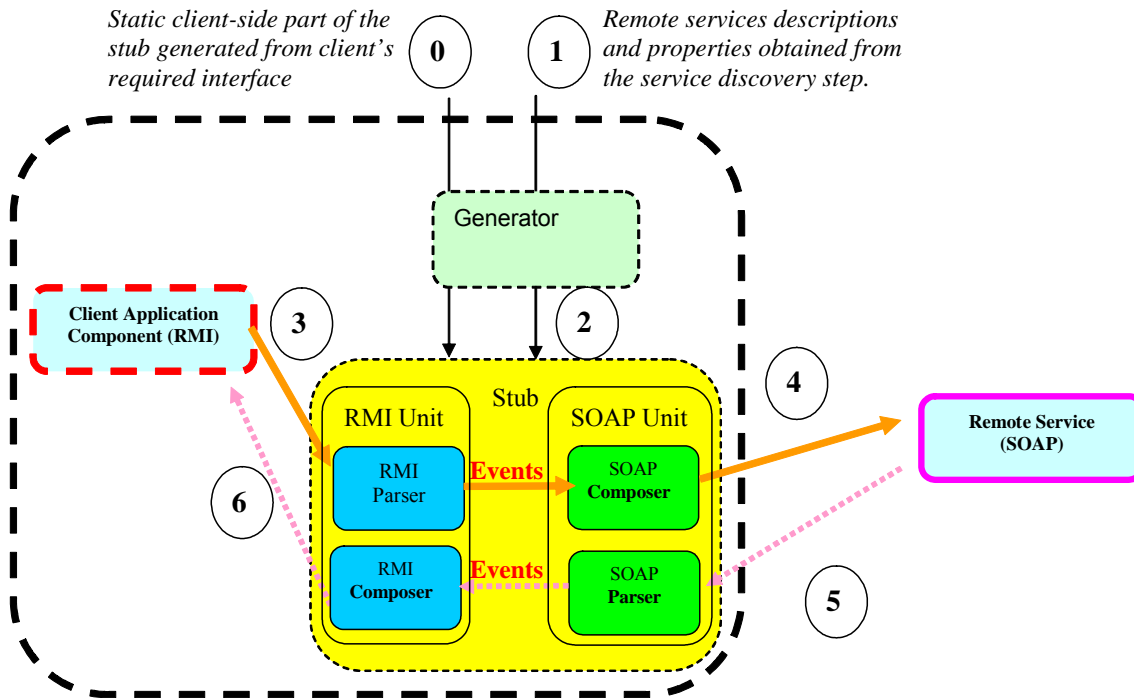 Static client-side part of the
stub generated from client's
required interface
0
1
Remote services descriptions
and properties obtained from
the service discovery step.
Generator
Client Application
Component (RMI)
3
2
4
Stub
RMI Unit
SOAP Unit
Remote Service
(SOAP)
RMI
Parser
Events
SOAP
Composer
6
RMI
Composer
Events
SOAP
Parser
5